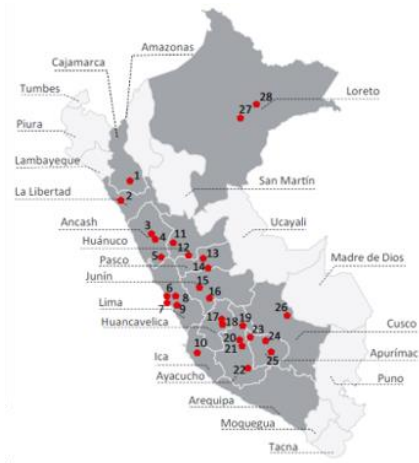 Amazonas
Cajamarca
Tumbes
28
27
Loreto
Piura
Lambayeque
1
La Libertad
2
San Martín
Ancash
3
4
11
Huánuco
12
13
Ucayali
Pasco
5
14
Madre de Dios
Junín
15
6
16
Lima
8
26
7
9
17
19
18
Cusco
Huancavelica
23
20
24
10
21
25
Apurímac
Ica
22
Ayacucho
Puno
Arequipa
Moquegua
Tacna